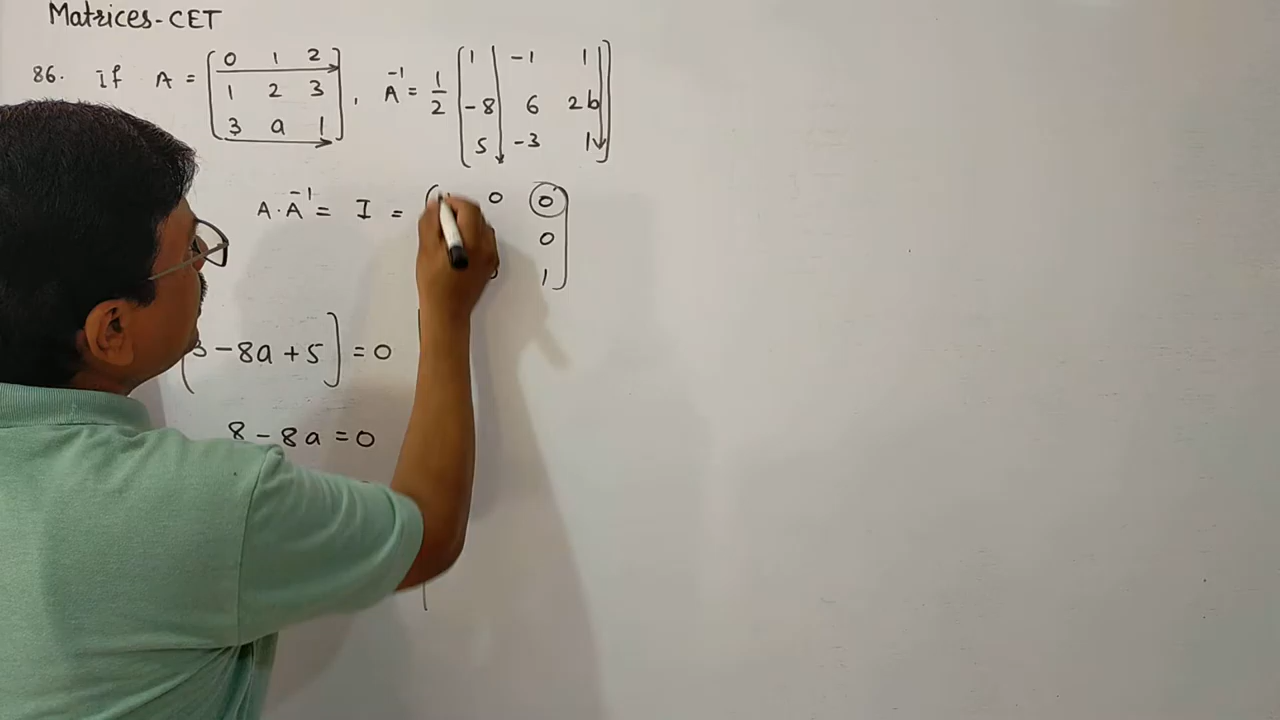 Matrices-CET
86. If A = [0 1 2
1 2 3
3 a 1], A⁻¹ = 1/2 [1 -1 1
-8 6 2b
5 -3 1]
A·A⁻¹ = I = [ 0 0
0
1]
3 - 8a + 5] = 0
8 - 8a = 0